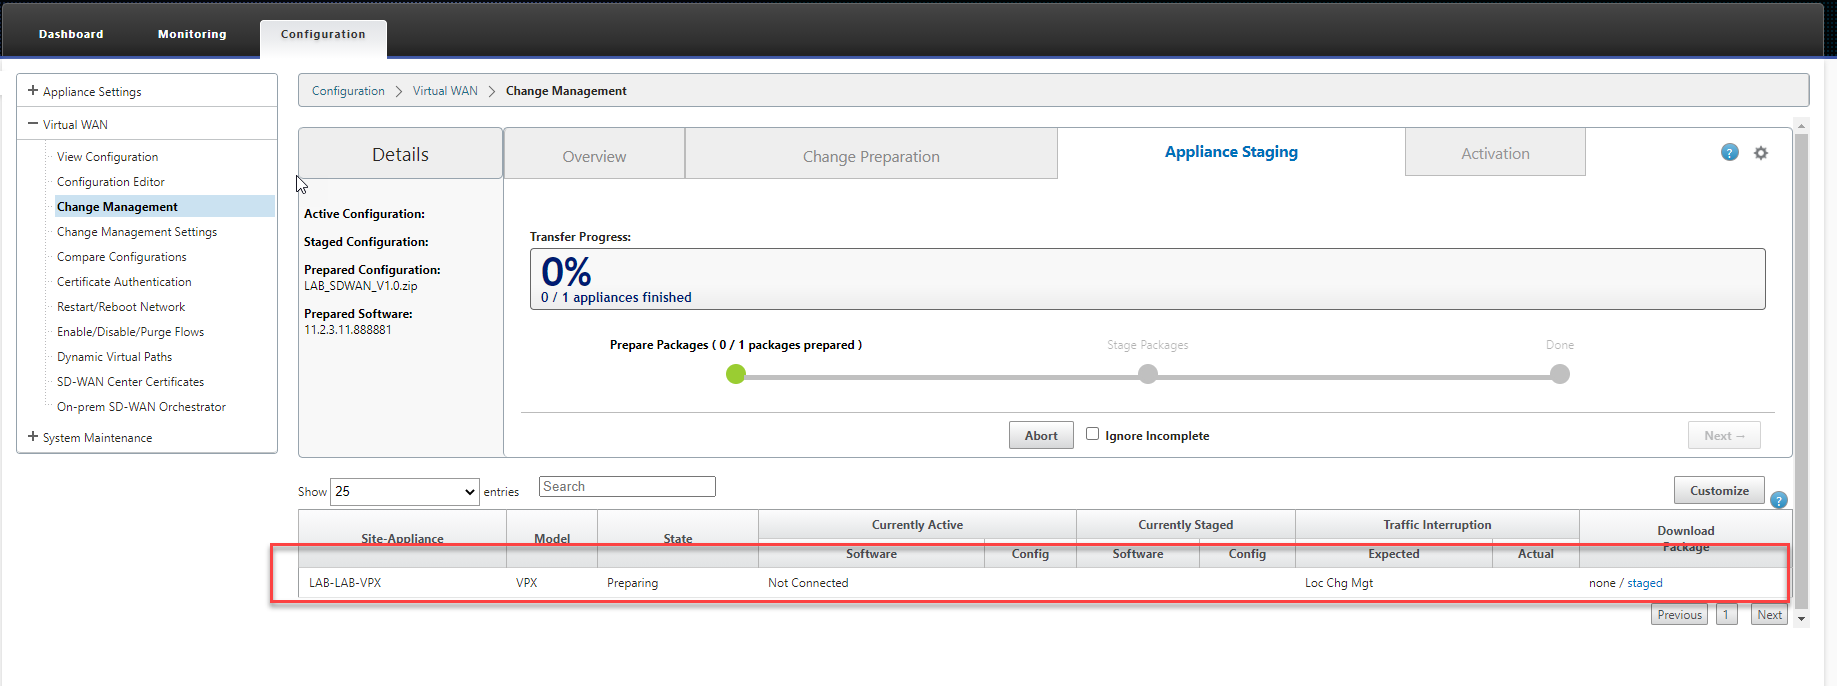 Dashboard Monitoring Configuration
+ Appliance Settings
− Virtual WAN
View Configuration
Configuration Editor
Change Management
Change Management Settings
Compare Configurations
Certificate Authentication
Restart/Reboot Network
Enable/Disable/Purge Flows
Dynamic Virtual Paths
SD-WAN Center Certificates
On-prem SD-WAN Orchestrator
+ System Maintenance
Configuration > Virtual WAN > Change Management
Details Overview Change Preparation Appliance Staging Activation ?
Active Configuration:
Staged Configuration:
Prepared Configuration:
LAB_SDWAN_V1.0.zip
Prepared Software:
11.2.3.11.888881
Transfer Progress:
0%
0 / 1 appliances finished
Prepare Packages ( 0 / 1 packages prepared ) Stage Packages Done
Abort Ignore Incomplete Next →
Show 25 entries Search Customize ?
Site-Appliance Model State Currently Active Currently Staged Traffic Interruption Download Package
Software Config Software Config Expected Actual
LAB-LAB-VPX VPX Preparing Not Connected Loc Chg Mgt none / staged
Previous 1 Next